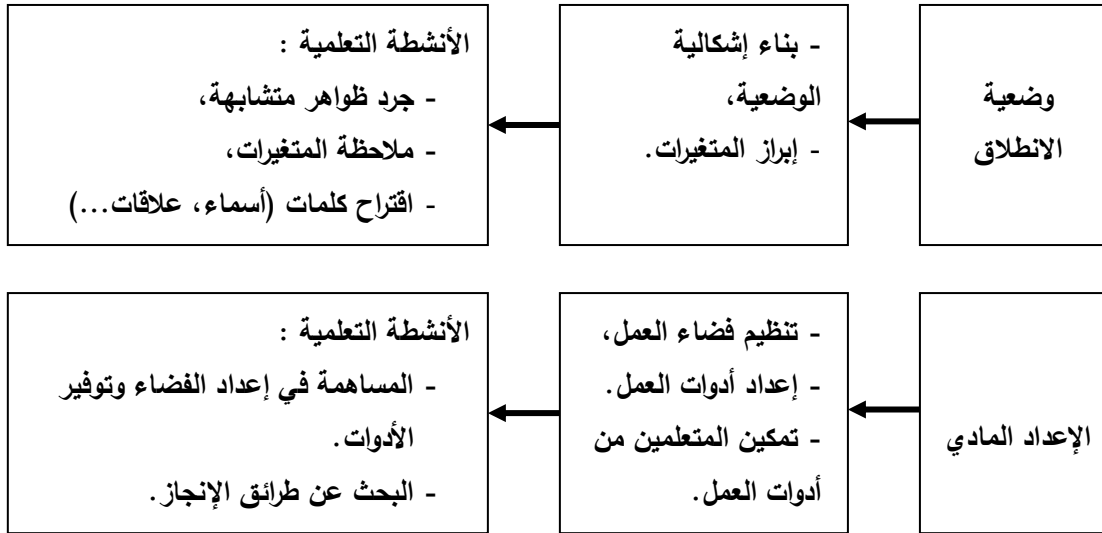 وضعية
الانطلاق
- بناء إشكالية
الوضعية،
- إبراز المتغيرات.
الأنشطة التعلمية :
- جرد ظواهر متشابهة،
- ملاحظة المتغيرات،
- اقتراح كلمات (أسماء، علاقات...)
الإعداد المادي
- تنظيم فضاء العمل،
- إعداد أدوات العمل.
- تمكين المتعلمين من
أدوات العمل.
الأنشطة التعلمية :
- المساهمة في إعداد الفضاء وتوفير
الأدوات.
- البحث عن طرائق الإنجاز.